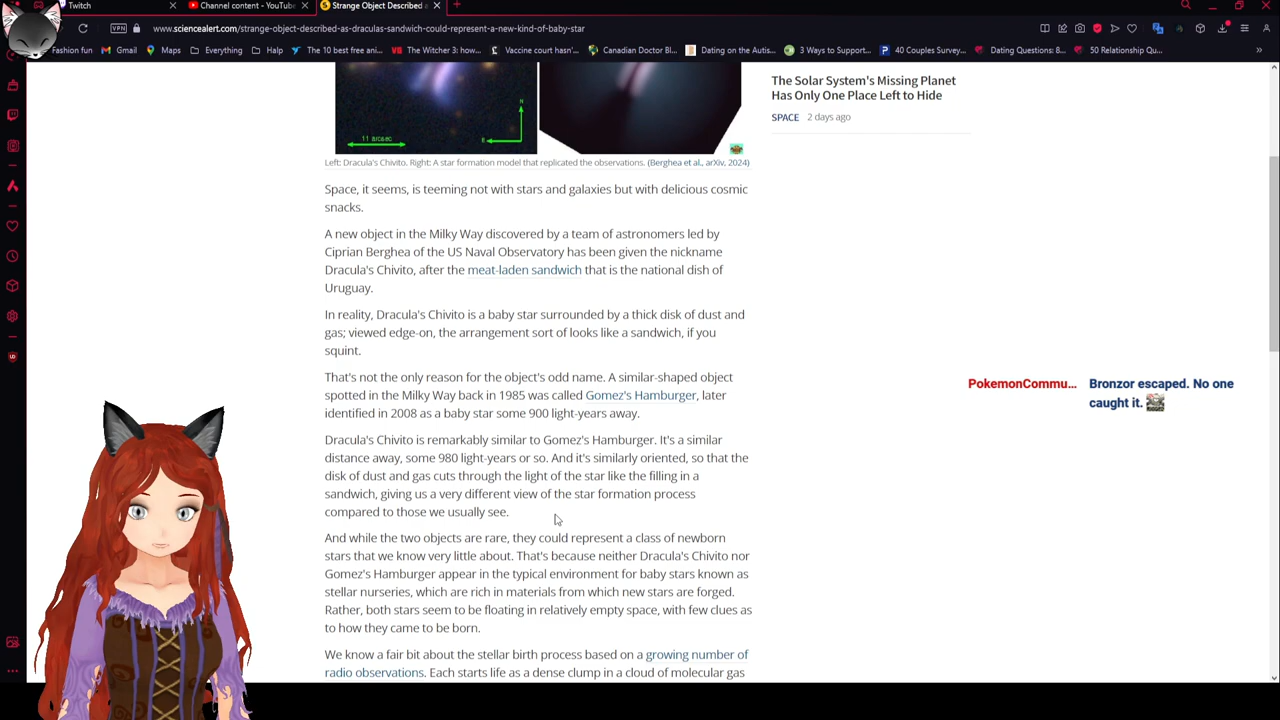 Twitch
Channel content - YouTube
Strange Object Described
VPN
www.sciencealert.com/strange-object-described-as-draculas-sandwich-could-represent-a-new-kind-of-baby-star
Fashion fun
Gmail
Maps
Everything
Halp
The 10 best free ani...
The Witcher 3: how...
Vaccine court hasn'...
Canadian Doctor Bl...
Dating on the Autis...
3 Ways to Support...
40 Couples Survey...
Dating Questions: 8...
50 Relationship Qu...
11 arcsec
N
E
The Solar System's Missing Planet
Has Only One Place Left to Hide
SPACE 2 days ago
Left: Dracula's Chivito. Right: A star formation model that replicated the observations. (Berghea et al., arXiv, 2024)
Space, it seems, is teeming not with stars and galaxies but with delicious cosmic
snacks.
A new object in the Milky Way discovered by a team of astronomers led by
Ciprian Berghea of the US Naval Observatory has been given the nickname
Dracula's Chivito, after the meat-laden sandwich that is the national dish of
Uruguay.
In reality, Dracula's Chivito is a baby star surrounded by a thick disk of dust and
gas; viewed edge-on, the arrangement sort of looks like a sandwich, if you
squint.
That's not the only reason for the object's odd name. A similar-shaped object
spotted in the Milky Way back in 1985 was called Gomez's Hamburger, later
identified in 2008 as a baby star some 900 light-years away.
Dracula's Chivito is remarkably similar to Gomez's Hamburger. It's a similar
distance away, some 980 light-years or so. And it's similarly oriented, so that the
disk of dust and gas cuts through the light of the star like the filling in a
sandwich, giving us a very different view of the star formation process
compared to those we usually see.
And while the two objects are rare, they could represent a class of newborn
stars that we know very little about. That's because neither Dracula's Chivito nor
Gomez's Hamburger appear in the typical environment for baby stars known as
stellar nurseries, which are rich in materials from which new stars are forged.
Rather, both stars seem to be floating in relatively empty space, with few clues as
to how they came to be born.
We know a fair bit about the stellar birth process based on a growing number of
radio observations. Each starts life as a dense clump in a cloud of molecular gas
PokemonCommu... Bronzor escaped. No one
caught it.